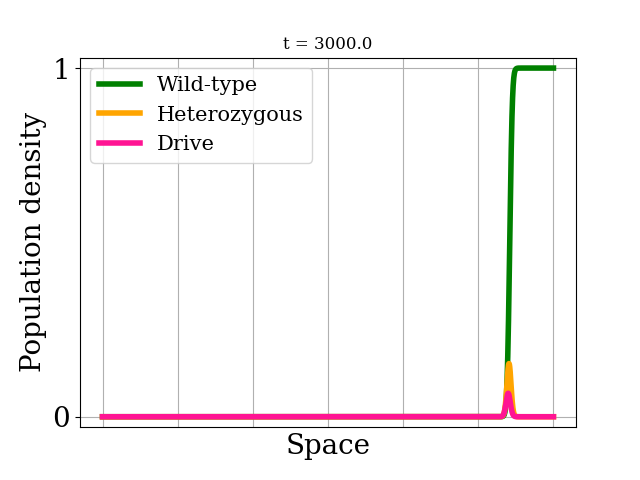 t = 3000.0
1
Wild-type
Heterozygous
Drive
Population density
0
Space